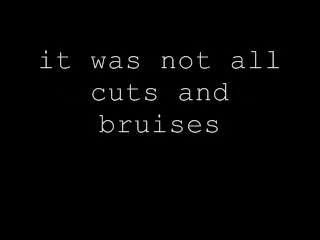 it was not all
cuts and
bruises